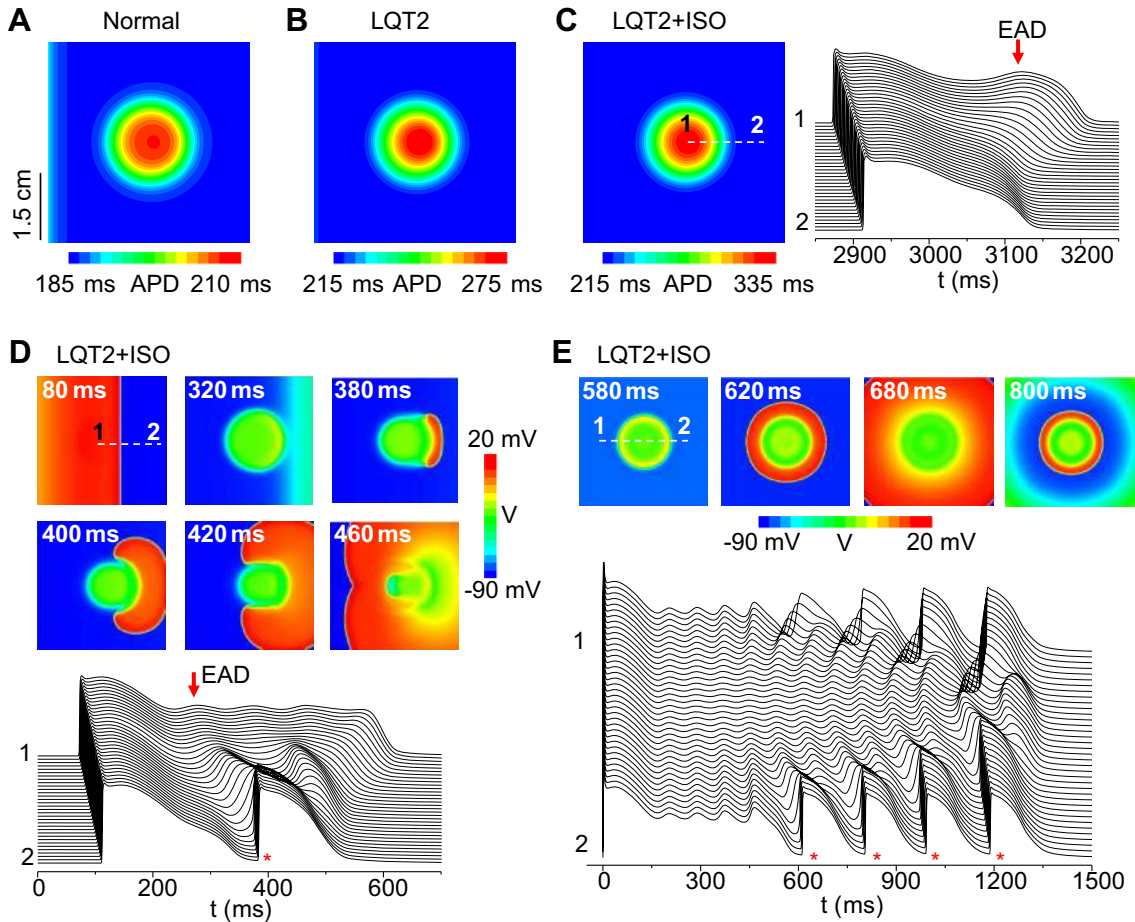 A Normal
1.5 cm
185 ms APD 210 ms
B LQT2
215 ms APD 275 ms
C LQT2+ISO
1
2
215 ms APD 335 ms
EAD
1
2
2900 3000 3100 3200
t (ms)
D LQT2+ISO
80 ms
1
2
320 ms
380 ms
400 ms
420 ms
460 ms
20 mV
V
-90 mV
EAD
1
2
*
0 200 400 600
t (ms)
E LQT2+ISO
580 ms
1
2
620 ms
680 ms
800 ms
-90 mV V 20 mV
1
2
* * * *
0 300 600 900 1200 1500
t (ms)